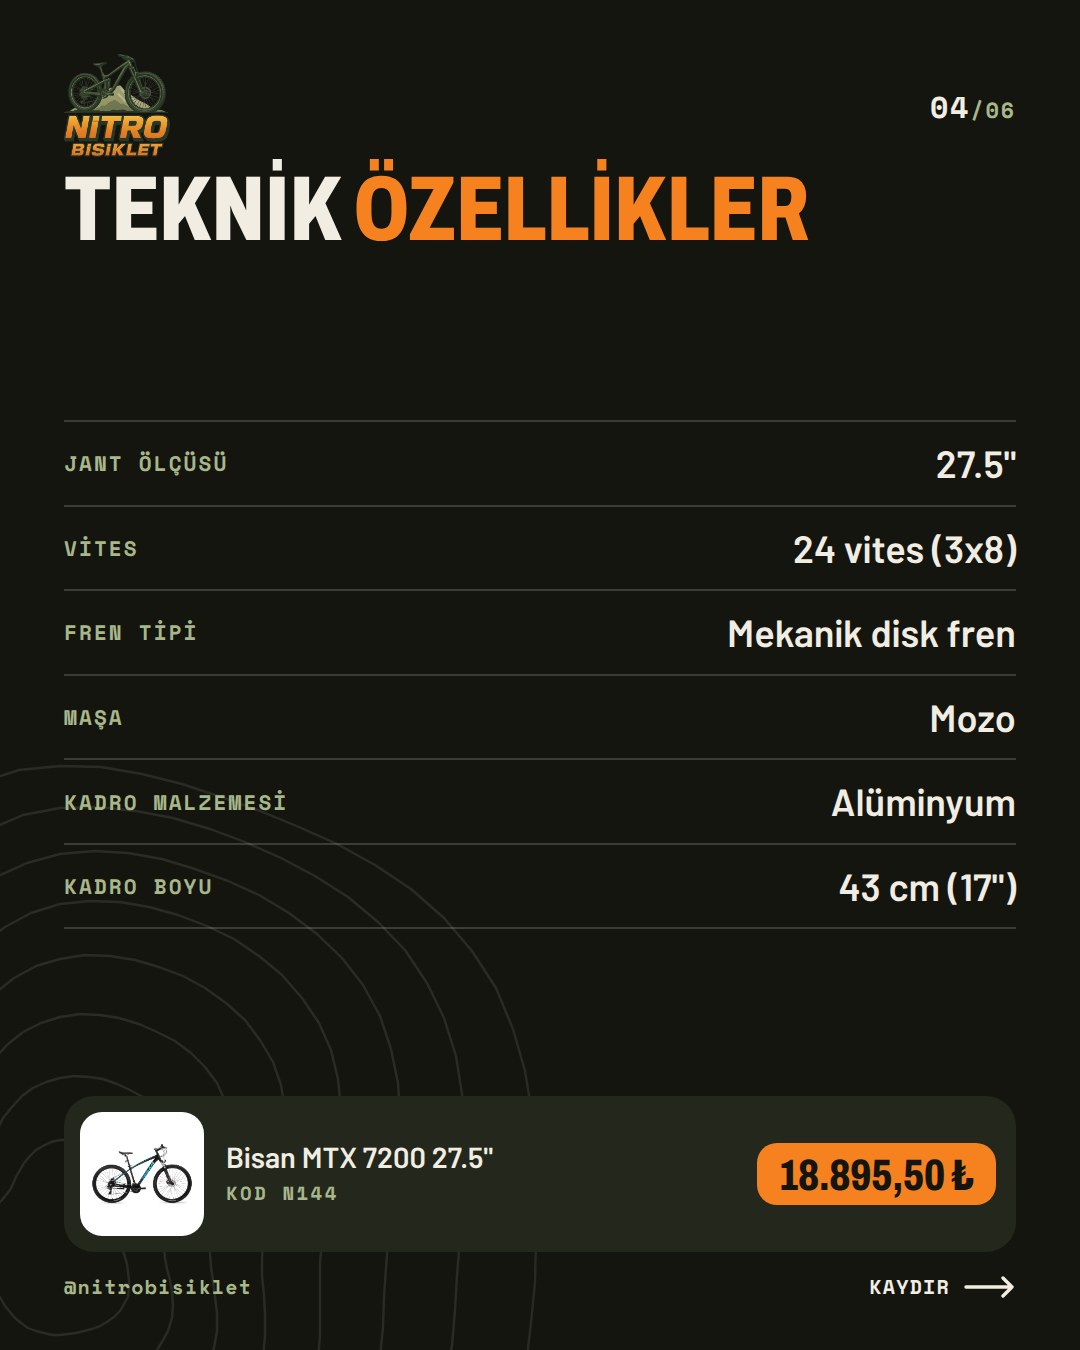 NiTRO
BISIKLET
04/06
TEKNİK ÖZELLİKLER
JANT ÖLÇÜSÜ 27.5"
VİTES 24 vites (3x8)
FREN TİPİ Mekanik disk fren
MAŞA Mozo
KADRO MALZEMESİ Alüminyum
KADRO BOYU 43 cm (17")
Bisan MTX 7200 27.5"
KOD N144
18.895,50 ₺
@nitrobisiklet
KAYDIR